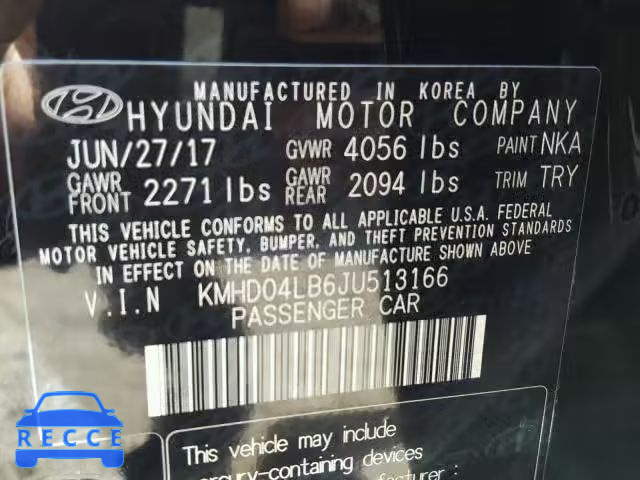 MANUFACTURED IN KOREA BY
HYUNDAI MOTOR COMPANY
JUN/27/17 GVWR 4056 lbs PAINT NKA
GAWR FRONT 2271 lbs GAWR REAR 2094 lbs TRIM TRY
THIS VEHICLE CONFORMS TO ALL APPLICABLE U.S.A. FEDERAL
MOTOR VEHICLE SAFETY, BUMPER, AND THEFT PREVENTION STANDARDS
IN EFFECT ON THE DATE OF MANUFACTURE SHOWN ABOVE
V.I.N KMHD04LB6JU513166
PASSENGER CAR
This vehicle may include
mercury-containing devices
RECCE